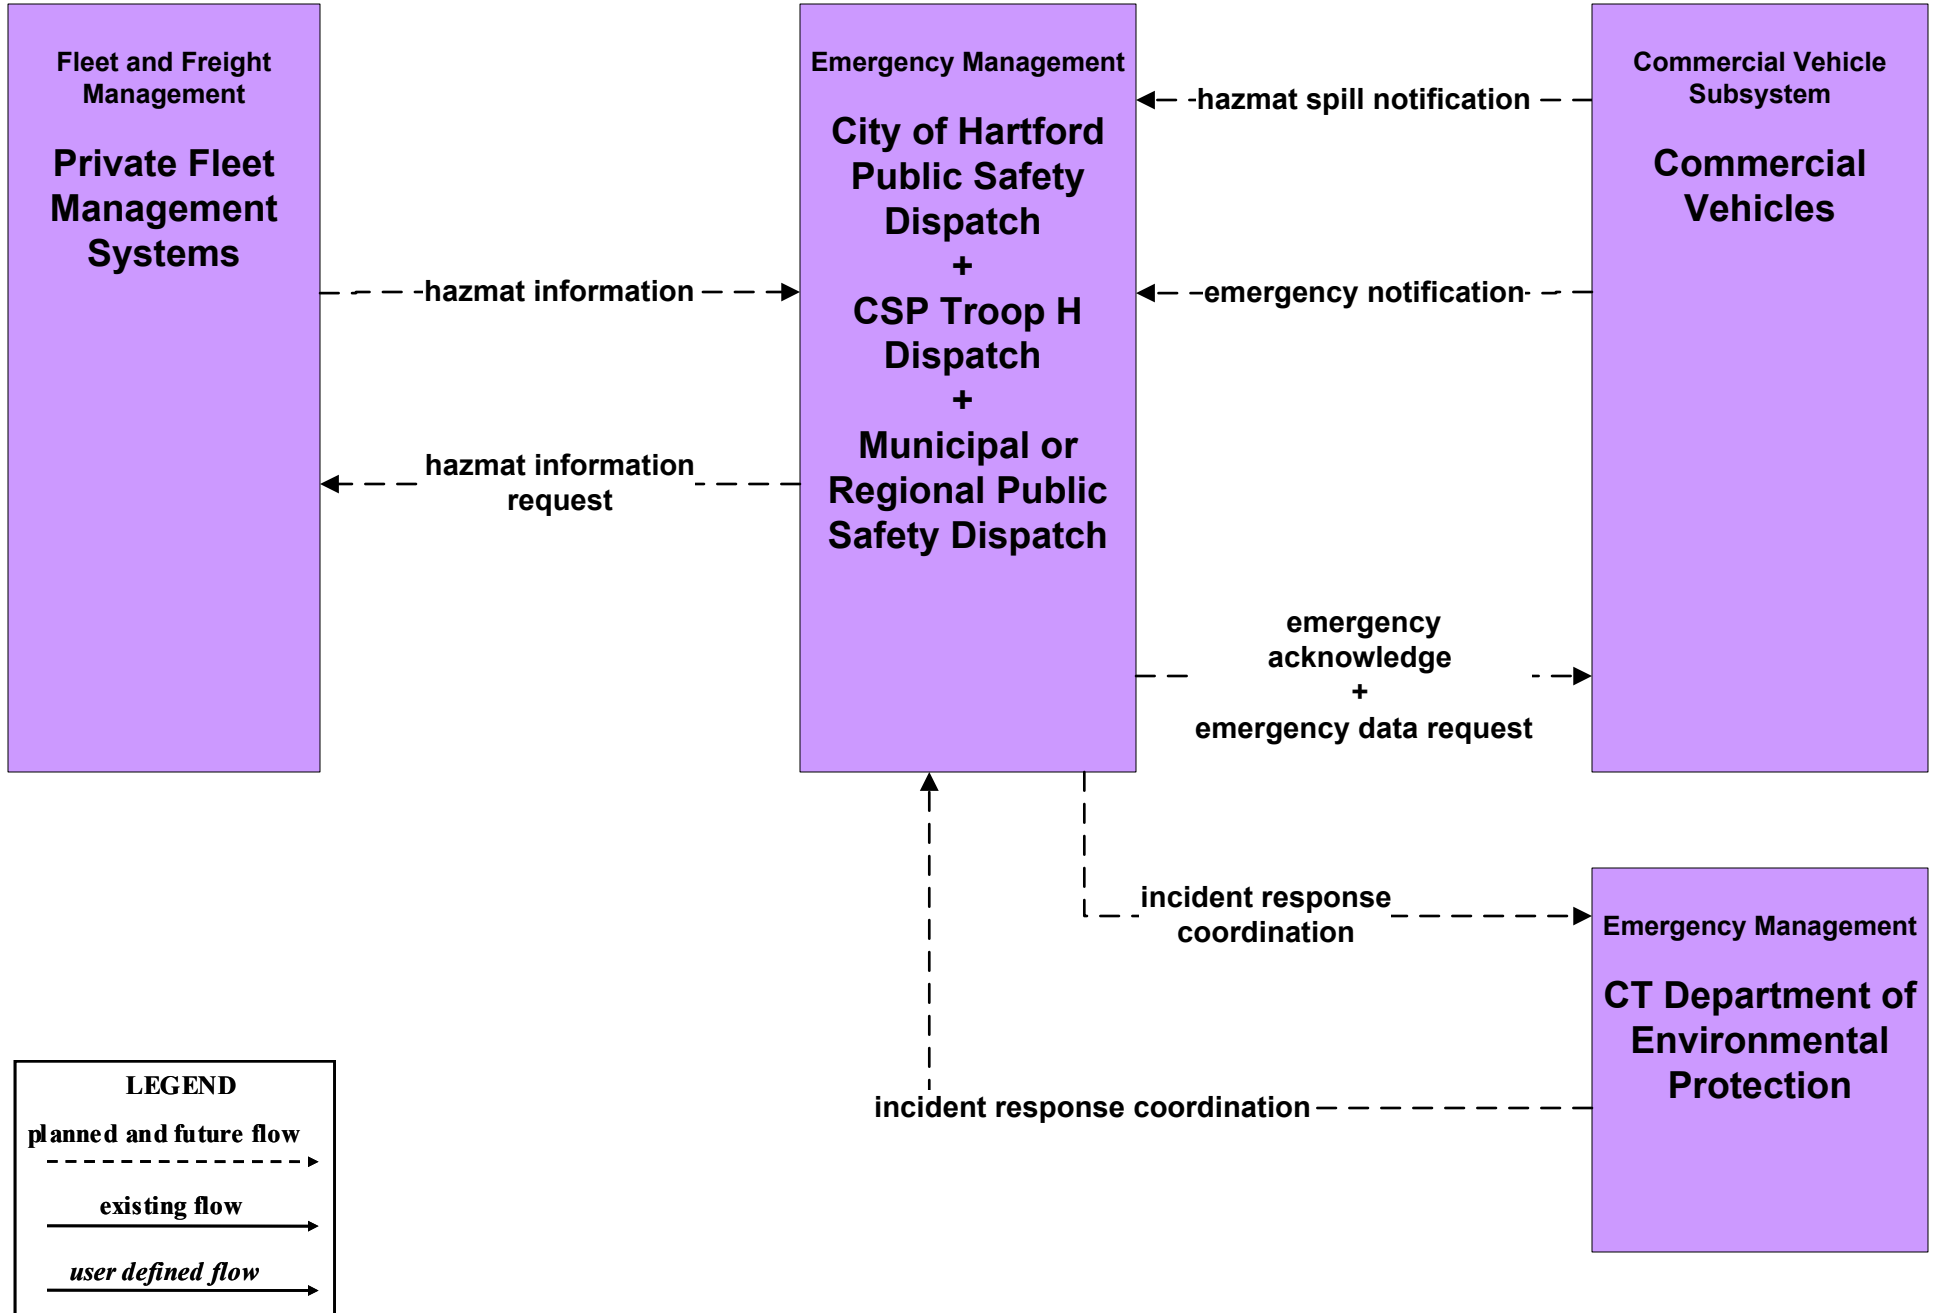 Fleet and Freight
Management
Private Fleet
Management
Systems
hazmat information
hazmat information
request
Emergency Management
City of Hartford
Public Safety
Dispatch
+
CSP Troop H
Dispatch
+
Municipal or
Regional Public
Safety Dispatch
hazmat spill notification
emergency notification
emergency
acknowledge
+
emergency data request
Commercial Vehicle
Subsystem
Commercial
Vehicles
incident response
coordination
incident response coordination
Emergency Management
CT Department of
Environmental
Protection
LEGEND
planned and future flow
existing flow
user defined flow